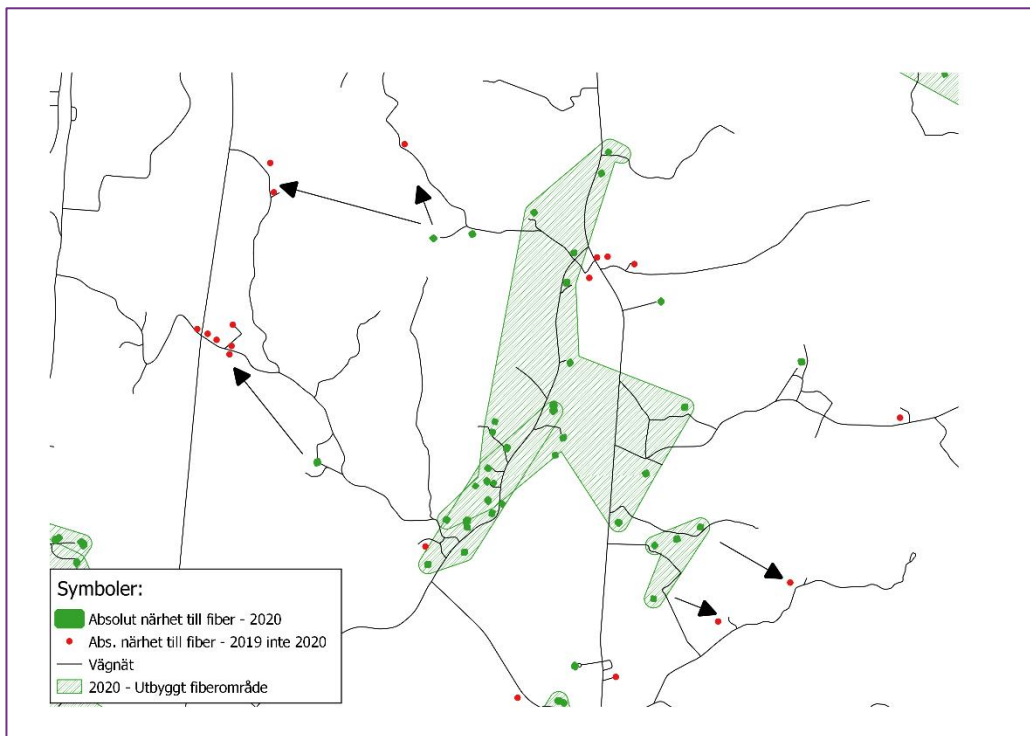 Symboler:
Absolut närhet till fiber - 2020
Abs. närhet till fiber - 2019 inte 2020
Vägnät
2020 - Utbyggt fiberområde